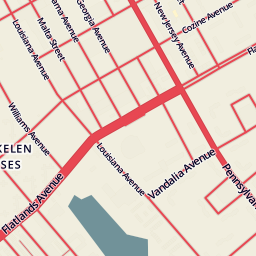 Louisiana Avenue
Malta Street
Georgia Avenue
New Jersey Avenue
Cozine Avenue
Williams Avenue
KELEN
SES
Louisiana Avenue
Vandalia Avenue
Flatlands Avenue